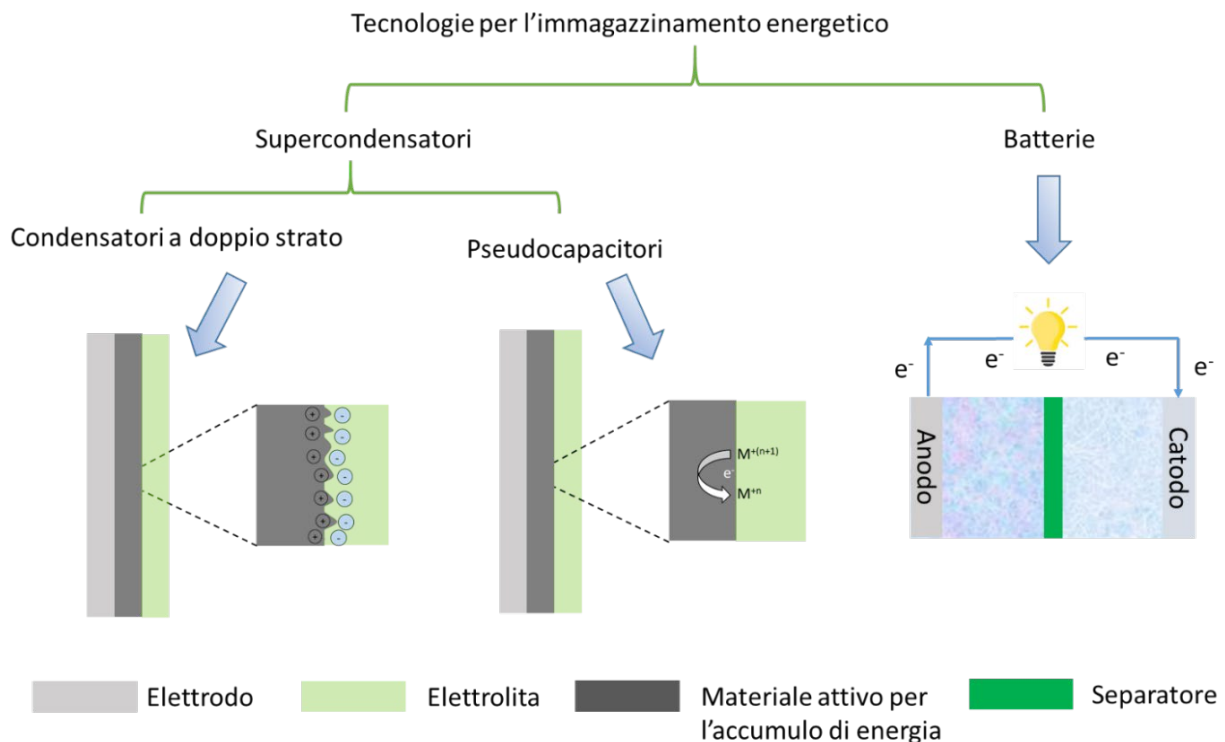 Tecnologie per l'immagazzinamento energetico
Supercondensatori
Batterie
Condensatori a doppio strato
Pseudocapacitori
e-
e-
e-
e-
+ -
+ -
+ -
+ -
+ -
+ -
+ -
M+(n+1)
e-
M+n
Anodo
Catodo
Elettrodo
Elettrolita
Materiale attivo per
l'accumulo di energia
Separatore